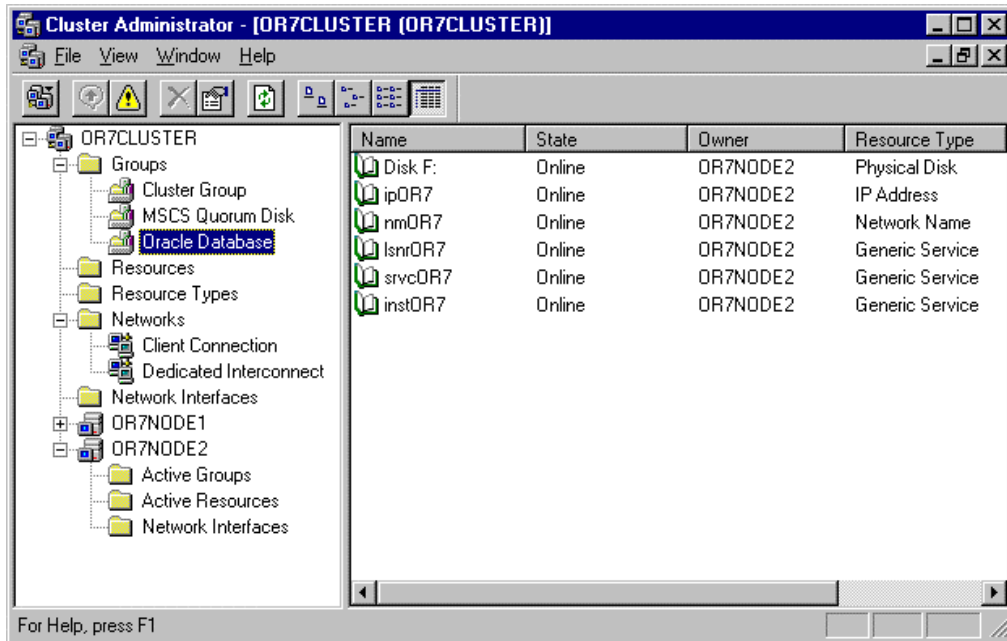 Cluster Administrator - [OR7CLUSTER (OR7CLUSTER)]
File View Window Help
OR7CLUSTER
Groups
Cluster Group
MSCS Quorum Disk
Oracle Database
Resources
Resource Types
Networks
Client Connection
Dedicated Interconnect
Network Interfaces
OR7NODE1
OR7NODE2
Active Groups
Active Resources
Network Interfaces
Name State Owner Resource Type
Disk F: Online OR7NODE2 Physical Disk
ipOR7 Online OR7NODE2 IP Address
nmOR7 Online OR7NODE2 Network Name
lsnrOR7 Online OR7NODE2 Generic Service
srvcOR7 Online OR7NODE2 Generic Service
instOR7 Online OR7NODE2 Generic Service
For Help, press F1